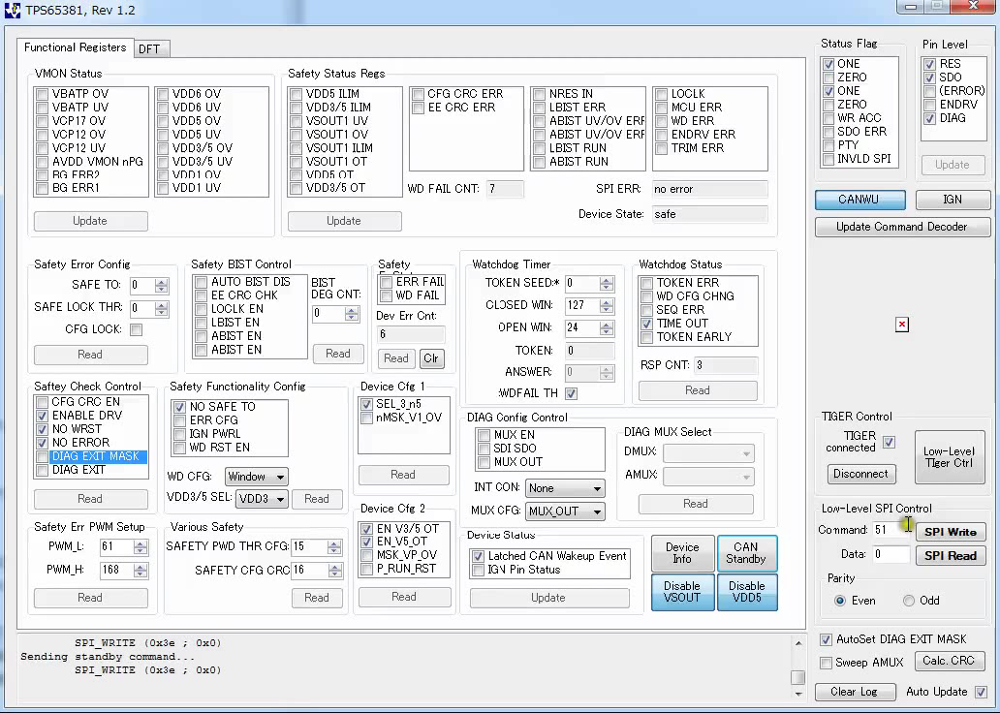 TPS65381, Rev 1.2
Functional Registers
DFT
VMON Status
VBATP OV
VBATP UV
VCP17 OV
VCP12 OV
VCP12 UV
AVDD VMON nPG
BG ERR2
BG ERR1
VDD6 OV
VDD6 UV
VDD5 OV
VDD5 UV
VDD3/5 OV
VDD3/5 UV
VDD1 OV
VDD1 UV
Update
Safety Status Regs
VDD5 ILIM
VDD3/5 ILIM
VSOUT1 UV
VSOUT1 OV
VSOUT1 ILIM
VSOUT1 OT
VDD5 OT
VDD3/5 OT
CFG CRC ERR
EE CRC ERR
NRES IN
LBIST ERR
ABIST UV/OV ERR
ABIST UV/OV ERR
LBIST RUN
ABIST RUN
LOCLK
MCU ERR
WD ERR
ENDRV ERR
TRIM ERR
WD FAIL CNT: 7
SPI ERR: no error
Device State: safe
Update
Status Flag
ONE
ZERO
ONE
ZERO
WR ACC
SDO ERR
PTY
INVLD SPI
Pin Level
RES
SDO
(ERROR)
ENDRV
DIAG
Update
CANWU
IGN
Update Command Decoder
Safety Error Config
SAFE TO: 0
SAFE LOCK THR: 0
CFG LOCK:
Read
Safety BIST Control
AUTO BIST DIS
EE CRC CHK
LOCLK EN
LBIST EN
ABIST EN
ABIST EN
BIST
DEG CNT:
0
Read
Safety
ERR FAIL
WD FAIL
Dev Err Cnt:
6
Read
Clr
Watchdog Timer
TOKEN SEED:* 0
CLOSED WIN: 127
OPEN WIN: 24
TOKEN: 0
ANSWER: 0
WDFAIL TH
Watchdog Status
TOKEN ERR
WD CFG CHNG
SEQ ERR
TIME OUT
TOKEN EARLY
RSP CNT: 3
Read
Saftey Check Control
CFG CRC EN
ENABLE DRV
NO WRST
NO ERROR
DIAG EXIT MASK
DIAG EXIT
Read
Safety Functionality Config
NO SAFE TO
ERR CFG
IGN PWRL
WD RST EN
WD CFG: Window
VDD3/5 SEL: VDD3
Read
Device Cfg 1
SEL_3_n5
nMSK_V1_OV
Read
DIAG Config Control
MUX EN
SDI SDO
MUX OUT
INT CON: None
MUX CFG: MUX_OUT
DIAG MUX Select
DMUX:
AMUX:
Read
TIGER Control
TIGER
connected
Disconnect
Low-Level
TIger Ctrl
Low-Level SPI Control
Command: 51
SPI Write
Data: 0
SPI Read
Parity
Even
Odd
Safety Err PWM Setup
PWM_L: 61
PWM_H: 168
Read
Various Safety
SAFETY PWD THR CFG: 15
SAFETY CFG CRC 16
Read
Device Cfg 2
EN V3/5 OT
EN_V5_OT
MSK_VP_OV
P_RUN_RST
Read
Device Status
Latched CAN Wakeup Event
IGN Pin Status
Update
Device
Info
CAN
Standby
Disable
VSOUT
Disable
VDD5
AutoSet DIAG EXIT MASK
Sweep AMUX
Calc. CRC
Clear Log
Auto Update
SPI_WRITE (0x3e ; 0x0)
Sending standby command...
SPI_WRITE (0x3e ; 0x0)